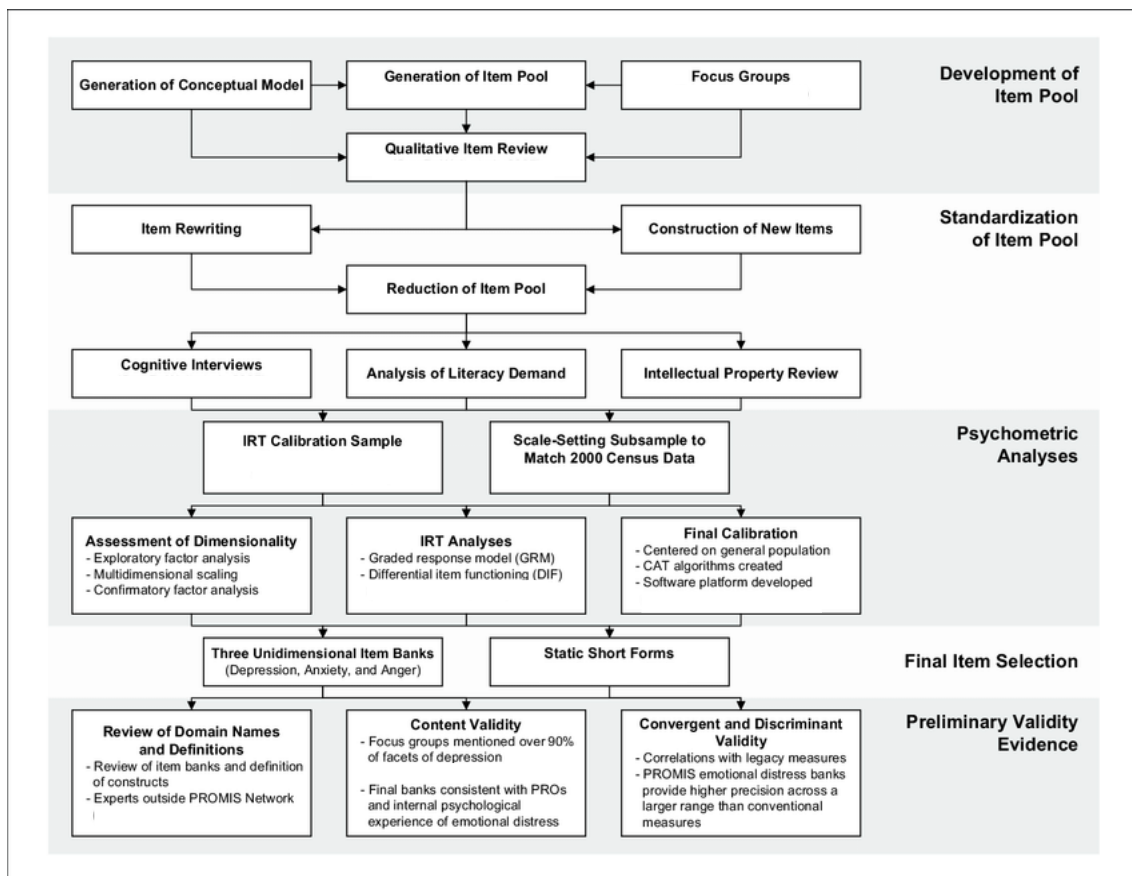 Generation of Conceptual Model
Generation of Item Pool
Focus Groups
Development of
Item Pool
Qualitative Item Review
Item Rewriting
Construction of New Items
Standardization
of Item Pool
Reduction of Item Pool
Cognitive Interviews
Analysis of Literacy Demand
Intellectual Property Review
IRT Calibration Sample
Scale-Setting Subsample to
Match 2000 Census Data
Psychometric
Analyses
Assessment of Dimensionality
- Exploratory factor analysis
- Multidimensional scaling
- Confirmatory factor analysis
IRT Analyses
- Graded response model (GRM)
- Differential item functioning (DIF)
Final Calibration
- Centered on general population
- CAT algorithms created
- Software platform developed
Three Unidimensional Item Banks
(Depression, Anxiety, and Anger)
Static Short Forms
Final Item Selection
Review of Domain Names
and Definitions
- Review of item banks and definition
of constructs
- Experts outside PROMIS Network
Content Validity
- Focus groups mentioned over 90%
of facets of depression
- Final banks consistent with PROs
and internal psychological
experience of emotional distress
Convergent and Discriminant
Validity
- Correlations with legacy measures
- PROMIS emotional distress banks
provide higher precision across a
larger range than conventional
measures
Preliminary Validity
Evidence